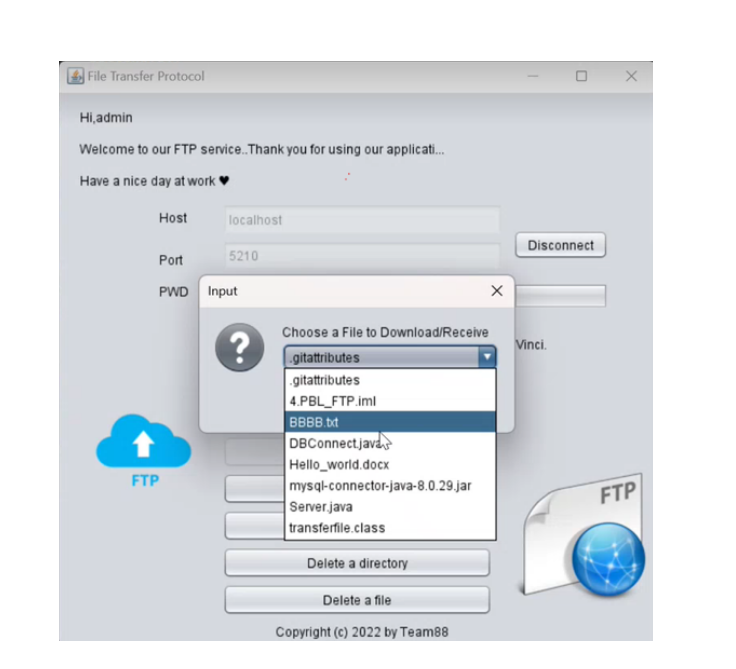 File Transfer Protocol
Hi,admin
Welcome to our FTP service..Thank you for using our applicati...
Have a nice day at work ♥
Host
localhost
Port
5210
Disconnect
PWD
Input
Choose a File to Download/Receive
.gitattributes
Vinci.
.gitattributes
4.PBL_FTP.iml
BBBB.txt
DBConnect.java
Hello_world.docx
mysql-connector-java-8.0.29.jar
Server.java
transferfile.class
FTP
FTP
Delete a directory
Delete a file
Copyright (c) 2022 by Team88